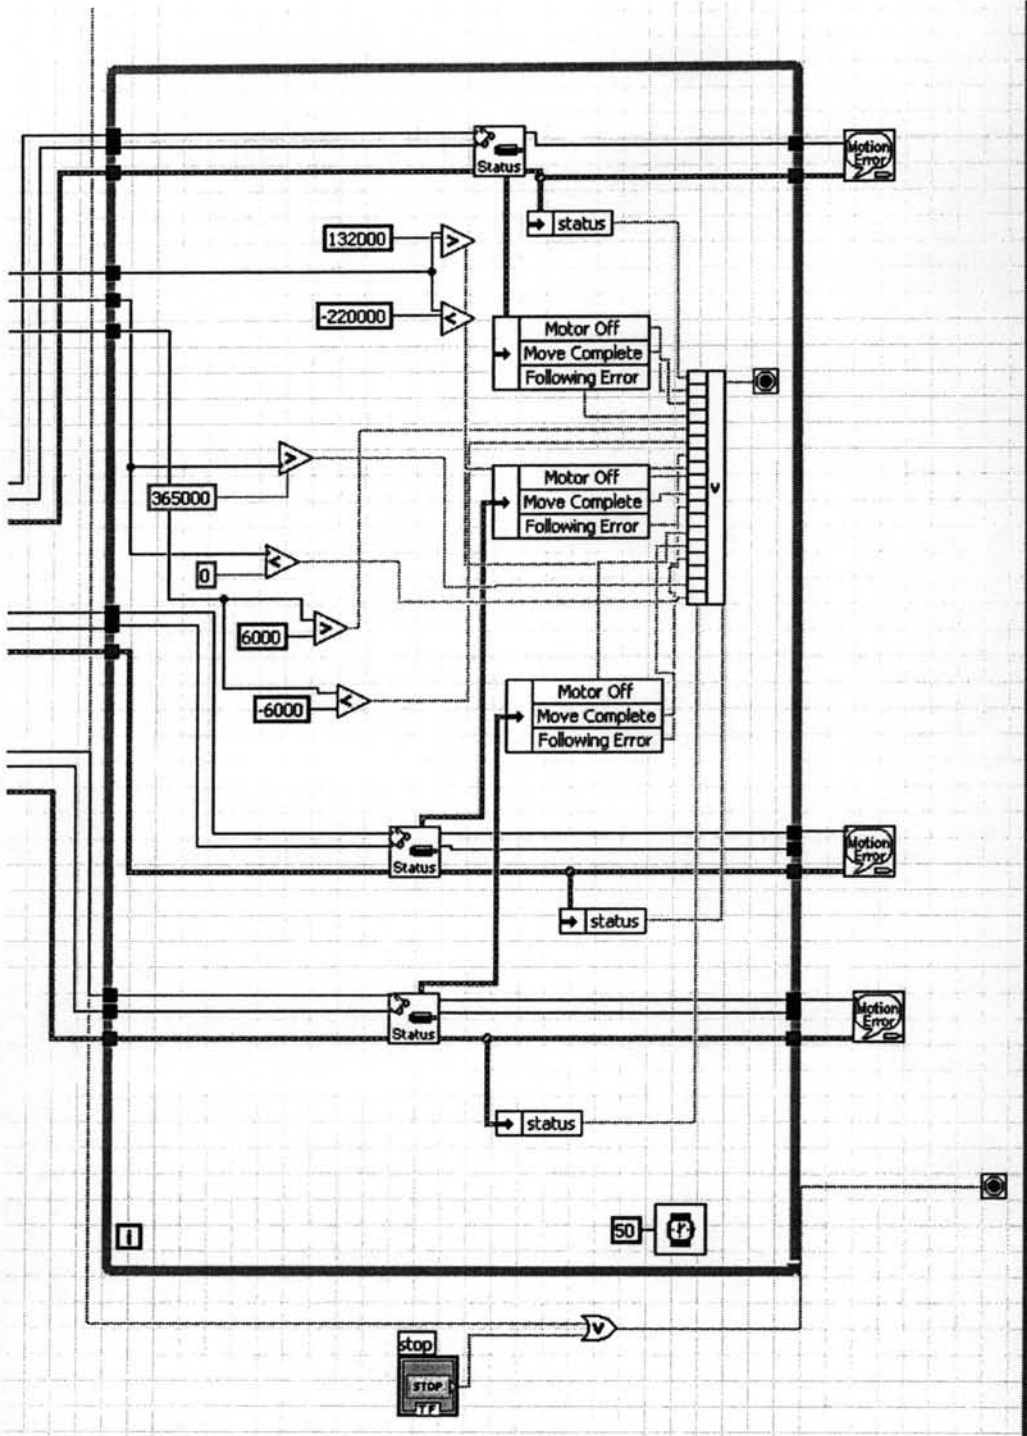 Motion
Error
Status
status
132000
>
-220000
<
Motor Off
Move Complete
Following Error
>
365000
Motor Off
Move Complete
Following Error
v
<
0
6000
>
-6000
<
Motor Off
Move Complete
Following Error
Status
Motion
Error
status
Status
Motion
Error
status
i
50
v
stop
STOP
TF